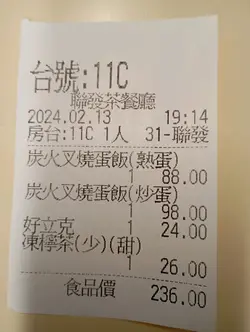 台號:11C
聯發茶餐廳
2024.02.13 19:14
房台:11C 1人 31-聯發
炭火叉燒蛋飯(熟蛋)
1 88.00
炭火叉燒蛋飯(炒蛋)
1 98.00
好立克 1 24.00
凍檸茶(少)(甜)
1 26.00
食品價 236.00